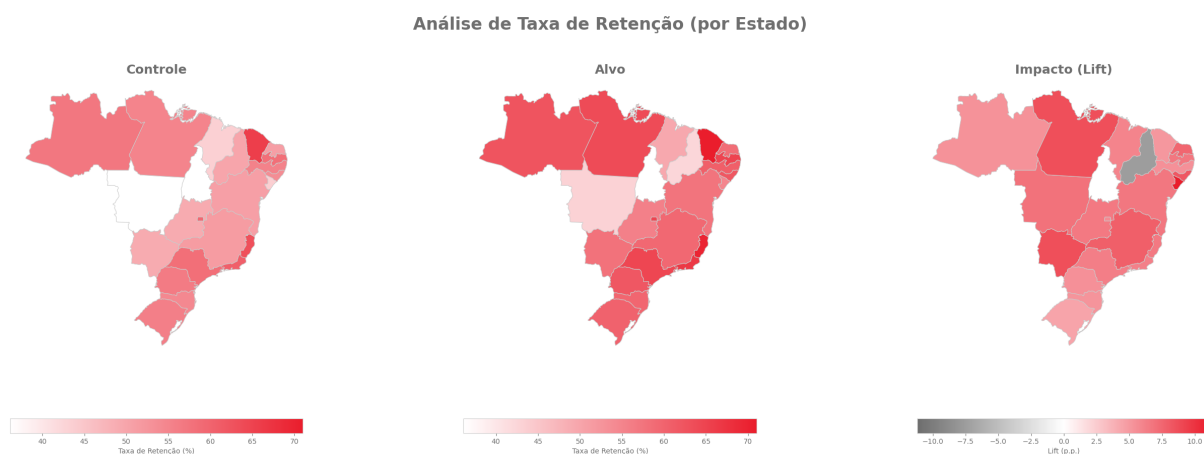 Análise de Taxa de Retenção (por Estado)
Controle
Alvo
Impacto (Lift)
40 45 50 55 60 65 70
Taxa de Retenção (%)
40 45 50 55 60 65 70
Taxa de Retenção (%)
−10.0 −7.5 −5.0 −2.5 0.0 2.5 5.0 7.5 10.0
Lift (p.p.)